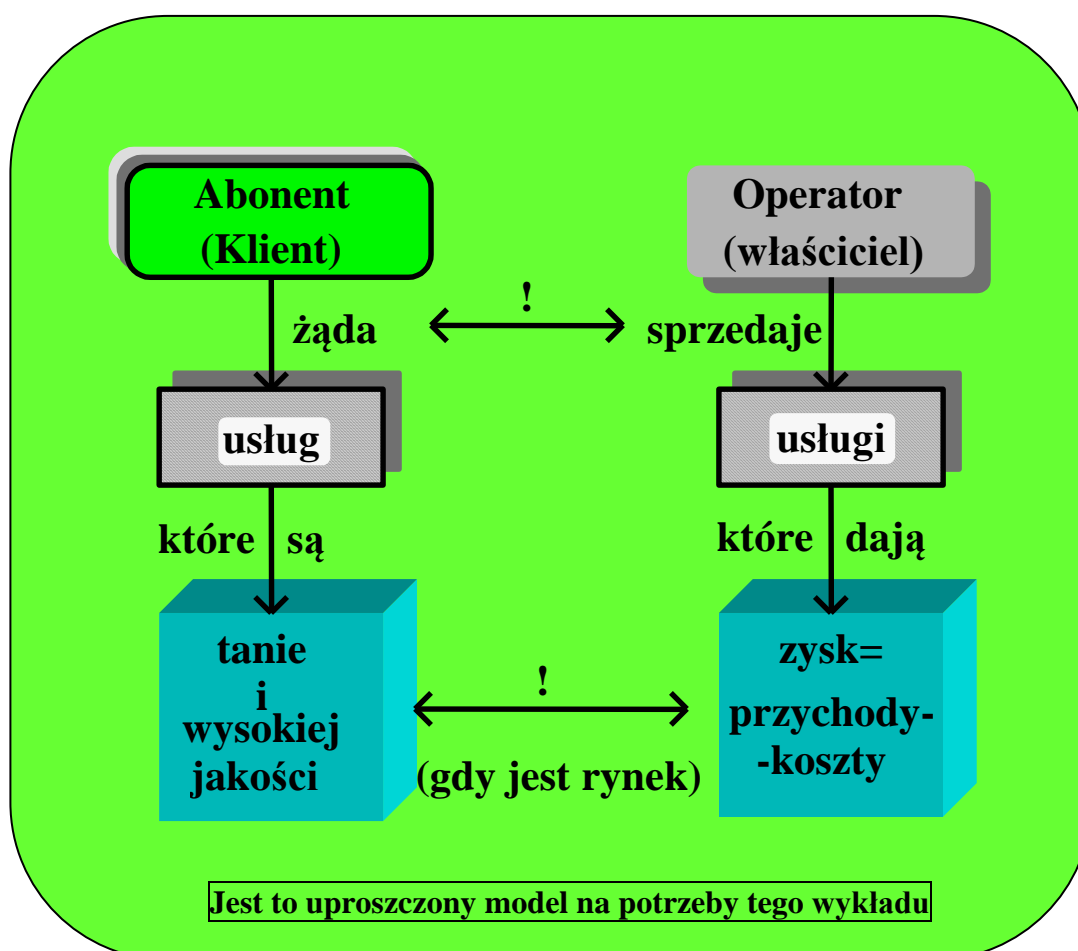 Abonent
(Klient)
Operator
(właściciel)
żąda
!
sprzedaje
usług
usługi
które są
które dają
tanie
i
wysokiej
jakości
!
(gdy jest rynek)
zysk=
przychody-
-koszty
Jest to uproszczony model na potrzeby tego wykładu